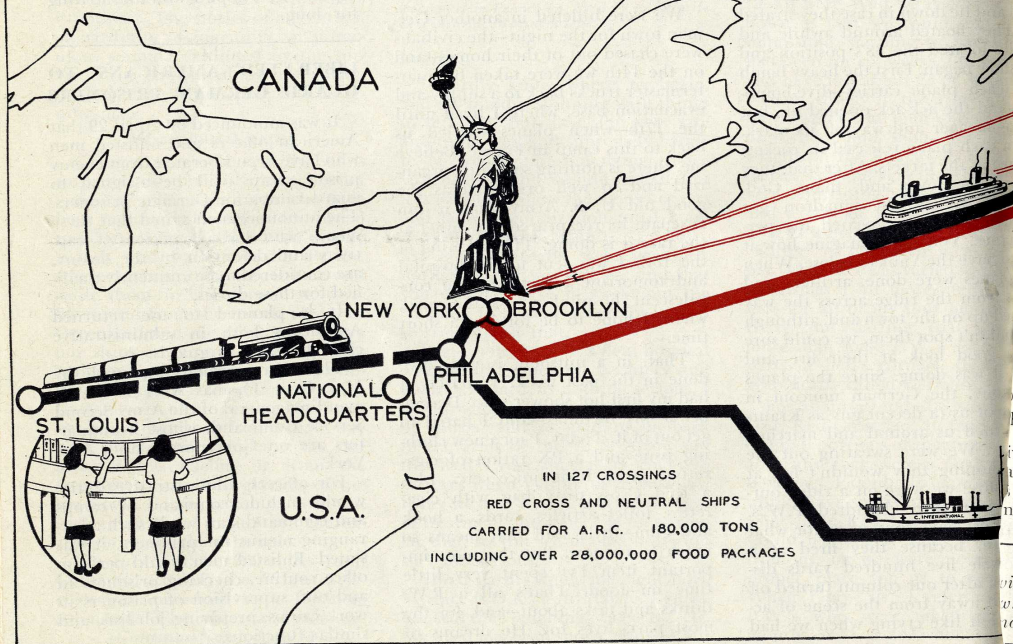 CANADA
NEW YORK
BROOKLYN
PHILADELPHIA
NATIONAL
HEADQUARTERS
ST. LOUIS
U.S.A.
IN 127 CROSSINGS
RED CROSS AND NEUTRAL SHIPS
CARRIED FOR A.R.C. 180,000 TONS
INCLUDING OVER 28,000,000 FOOD PACKAGES
C. INTERNATIONAL